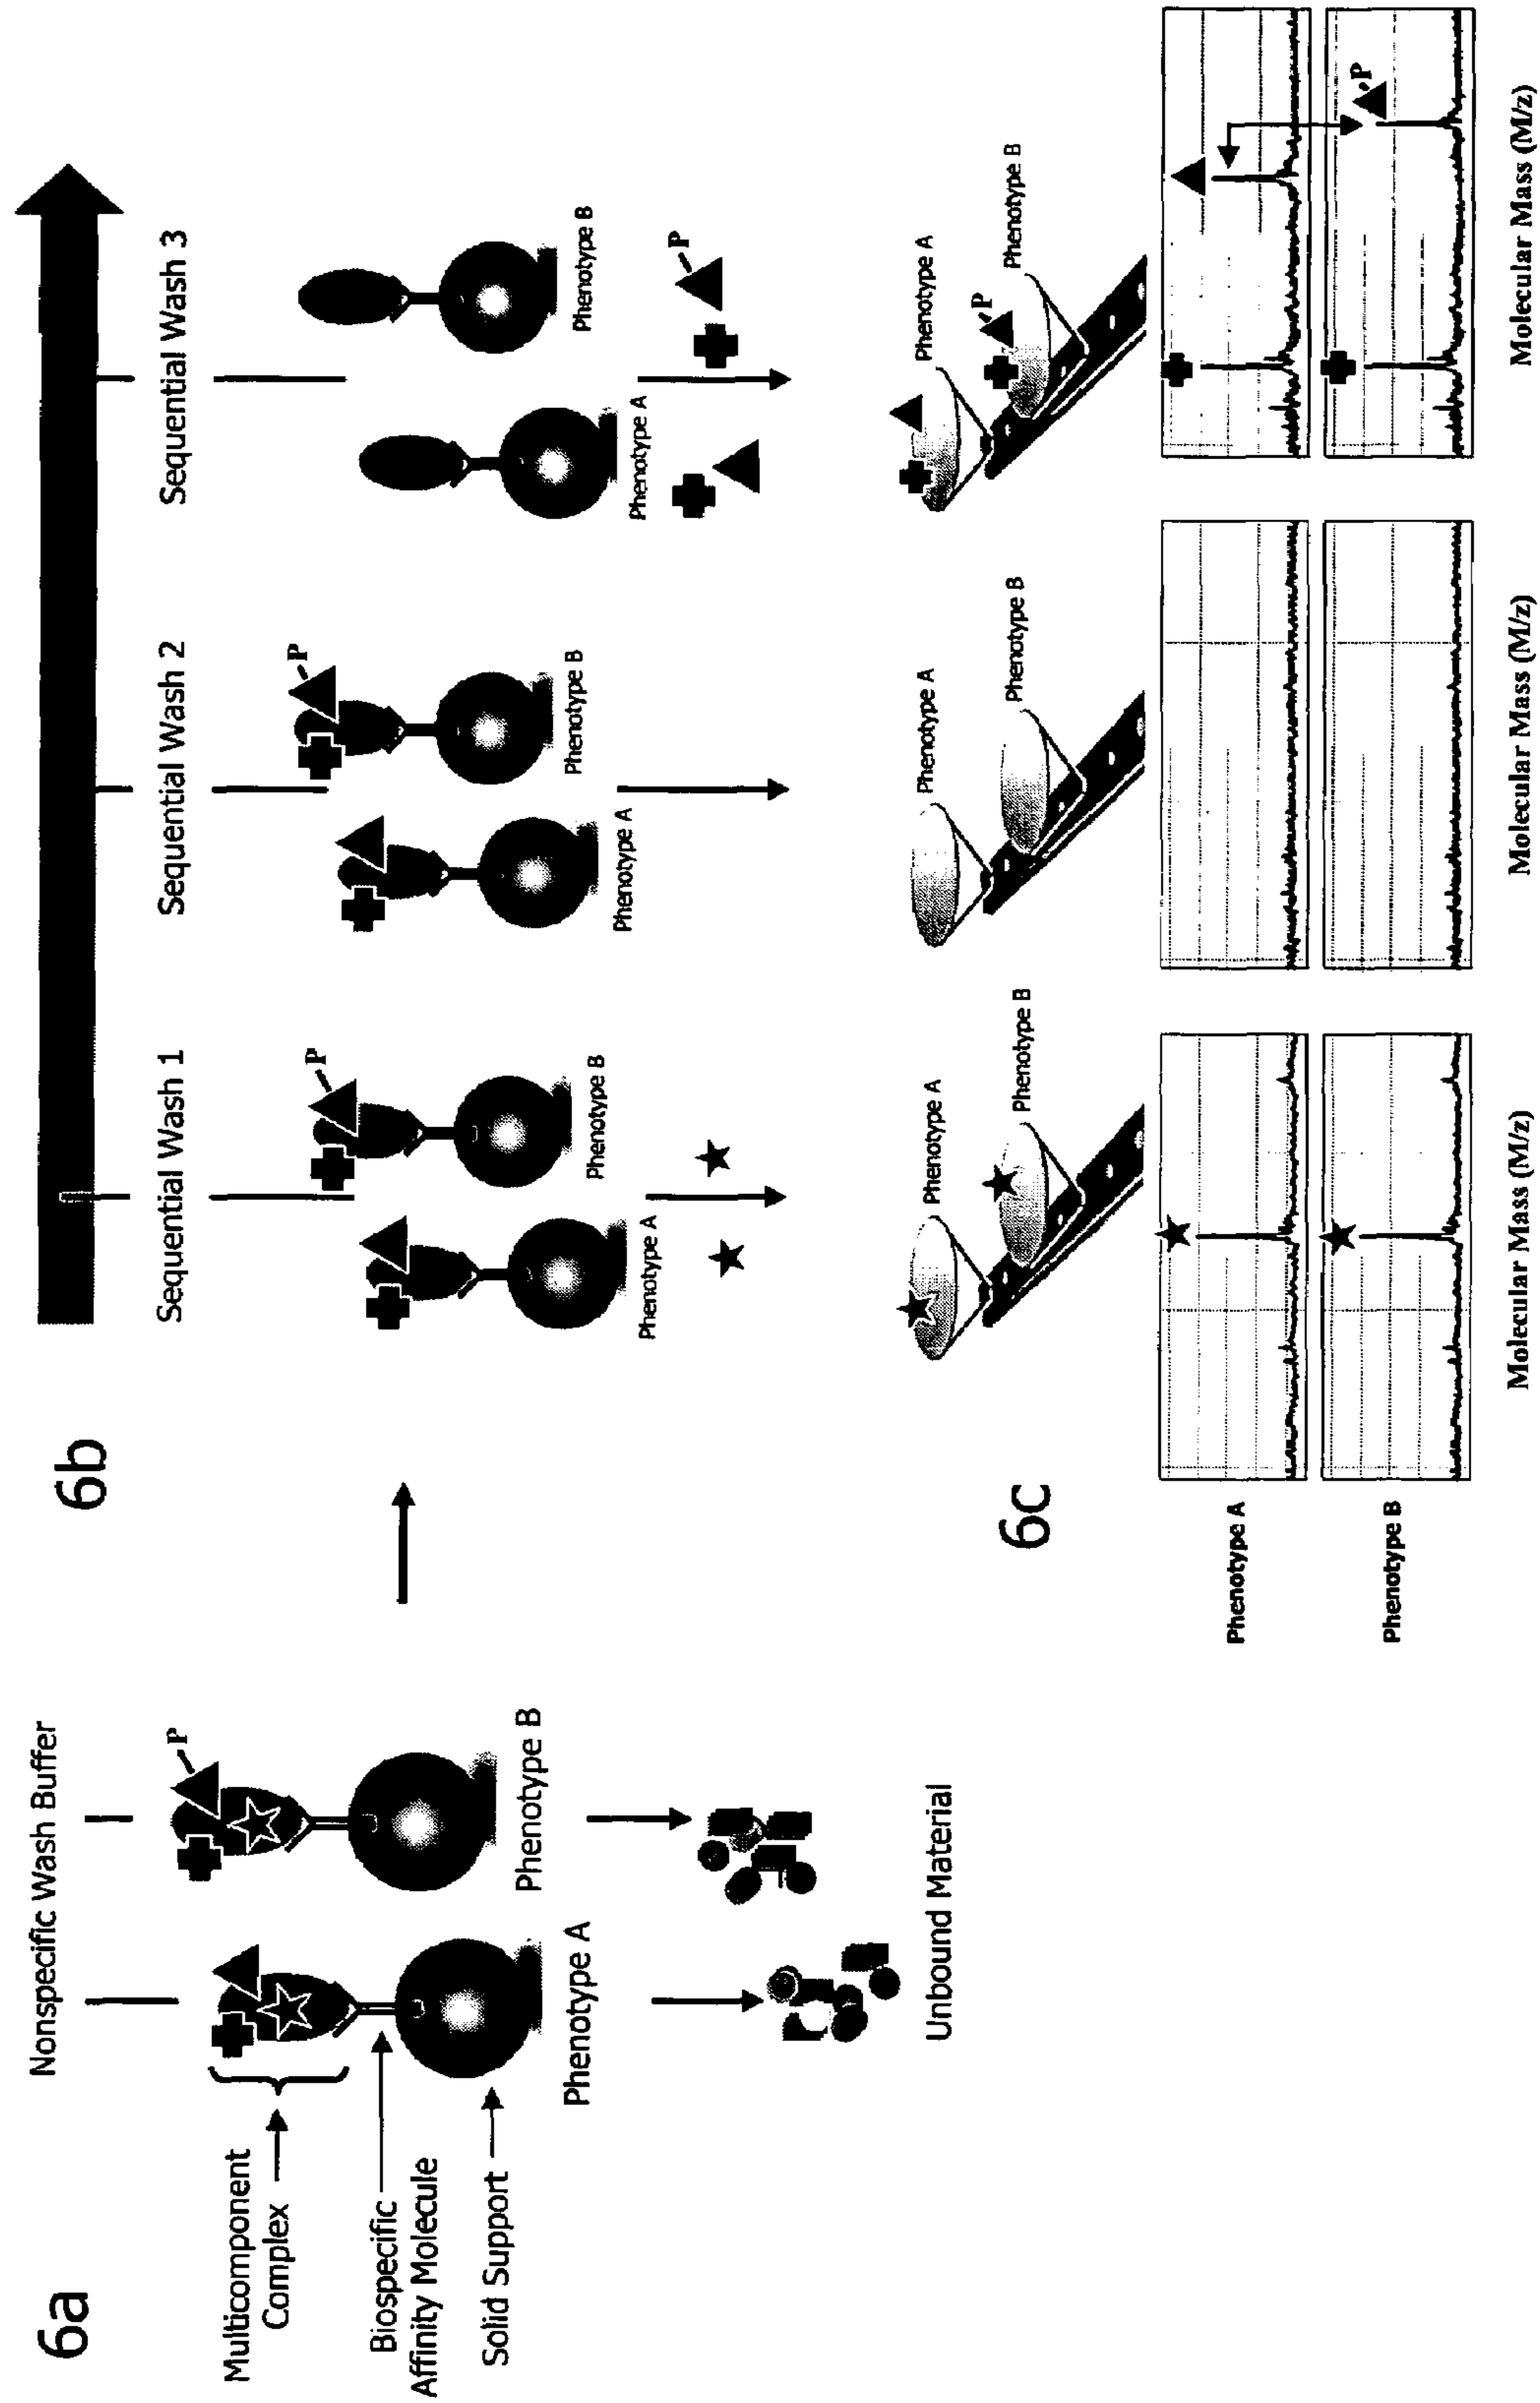 6a
Nonspecific Wash Buffer
Multicomponent
Complex
Biospecific
Affinity Molecule
Solid Support
P
Phenotype A
Phenotype B
Unbound Material
6b
Sequential Wash 1
Sequential Wash 2
Sequential Wash 3
P
Phenotype A
Phenotype B
P
Phenotype A
Phenotype B
Phenotype A
Phenotype B
P
6c
Phenotype A
Phenotype B
Phenotype A
Phenotype B
Phenotype A
P
Phenotype B
Phenotype A
Phenotype B
P
Molecular Mass (M/z)
Molecular Mass (M/z)
Molecular Mass (M/z)